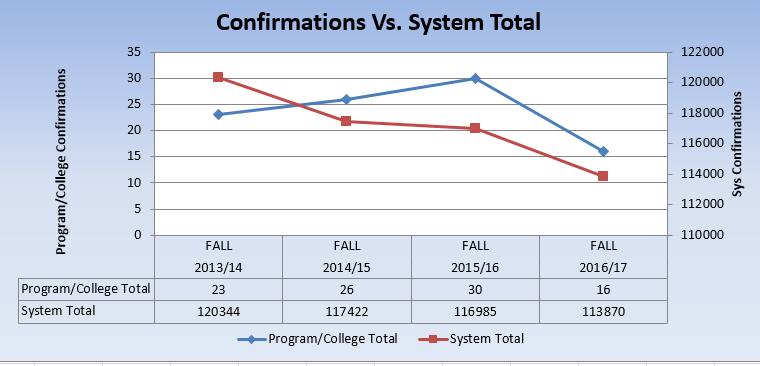 Confirmations Vs. System Total
Program/College Confirmations
35
30
25
20
15
10
5
0
122000
120000
118000
116000
114000
112000
110000
Sys Confirmations
FALL FALL FALL FALL
2013/14 2014/15 2015/16 2016/17
Program/College Total 23 26 30 16
System Total 120344 117422 116985 113870
Program/College Total System Total